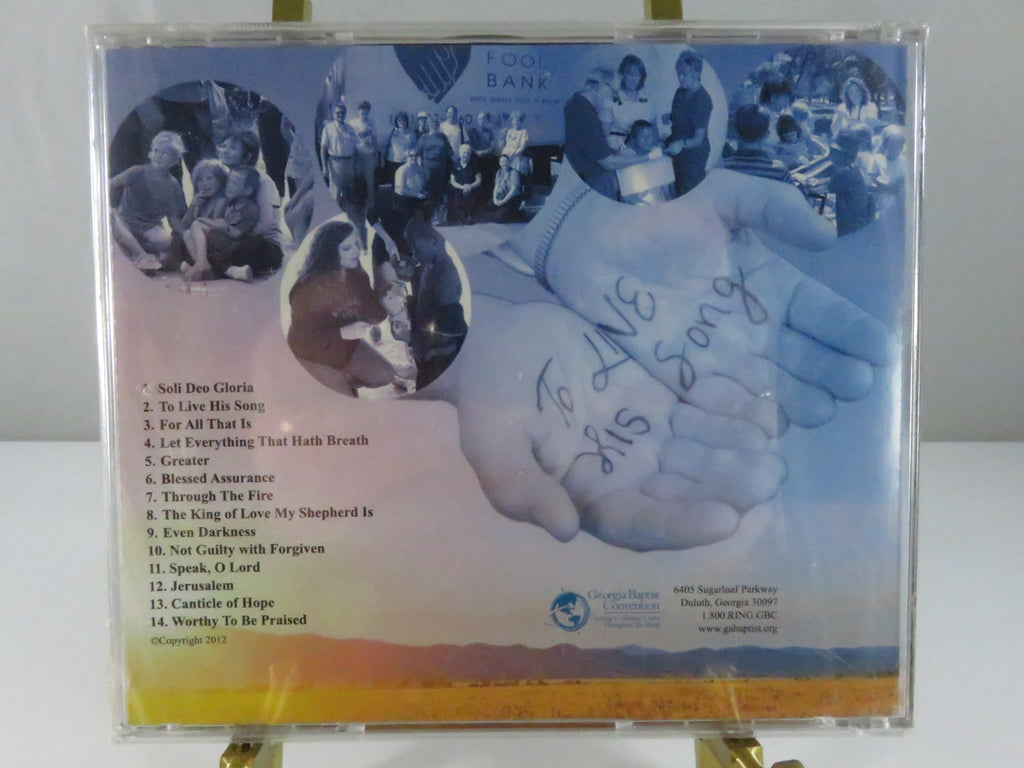 FOOD
BANK
TO LIVE
HIS Song
1. Soli Deo Gloria
2. To Live His Song
3. For All That Is
4. Let Everything That Hath Breath
5. Greater
6. Blessed Assurance
7. Through The Fire
8. The King of Love My Shepherd Is
9. Even Darkness
10. Not Guilty with Forgiven
11. Speak, O Lord
12. Jerusalem
13. Canticle of Hope
14. Worthy To Be Praised
©Copyright 2012
Georgia Baptist
Convention
Throughout the World
6405 Sugarloaf Parkway
Duluth, Georgia 30097
1.800.RING.GBC
www.gabaptist.org